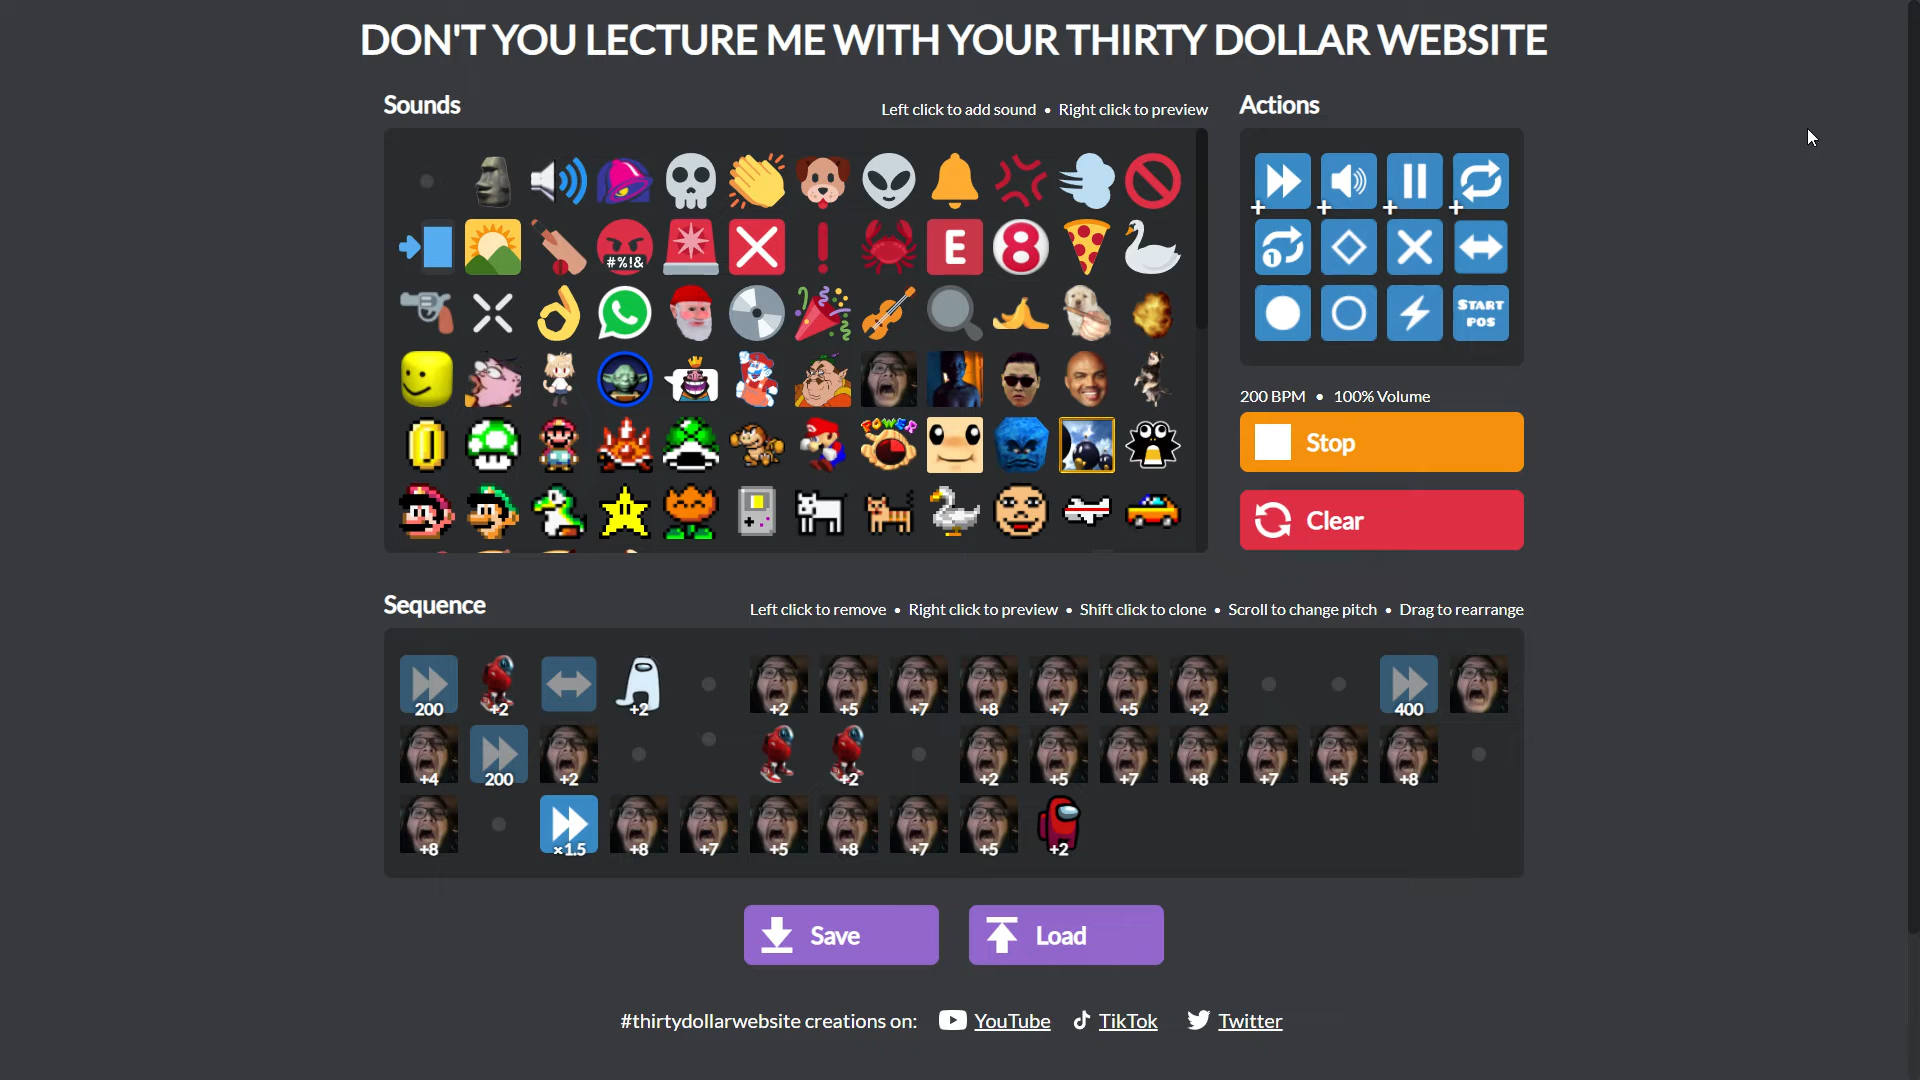 DON'T YOU LECTURE ME WITH YOUR THIRTY DOLLAR WEBSITE
Sounds
Left click to add sound • Right click to preview
Actions
#%!&
E
8
1
START
POS
POWER
200 BPM • 100% Volume
Stop
Clear
Sequence
Left click to remove • Right click to preview • Shift click to clone • Scroll to change pitch • Drag to rearrange
200 +2 +2 +2 +5 +7 +8 +7 +5 +2 400
+4 200 +2 +2 +2 +5 +7 +8 +7 +5 +8
+8 ×1.5 +8 +7 +5 +8 +7 +5 +2
Save
Load
#thirtydollarwebsite creations on: YouTube TikTok Twitter